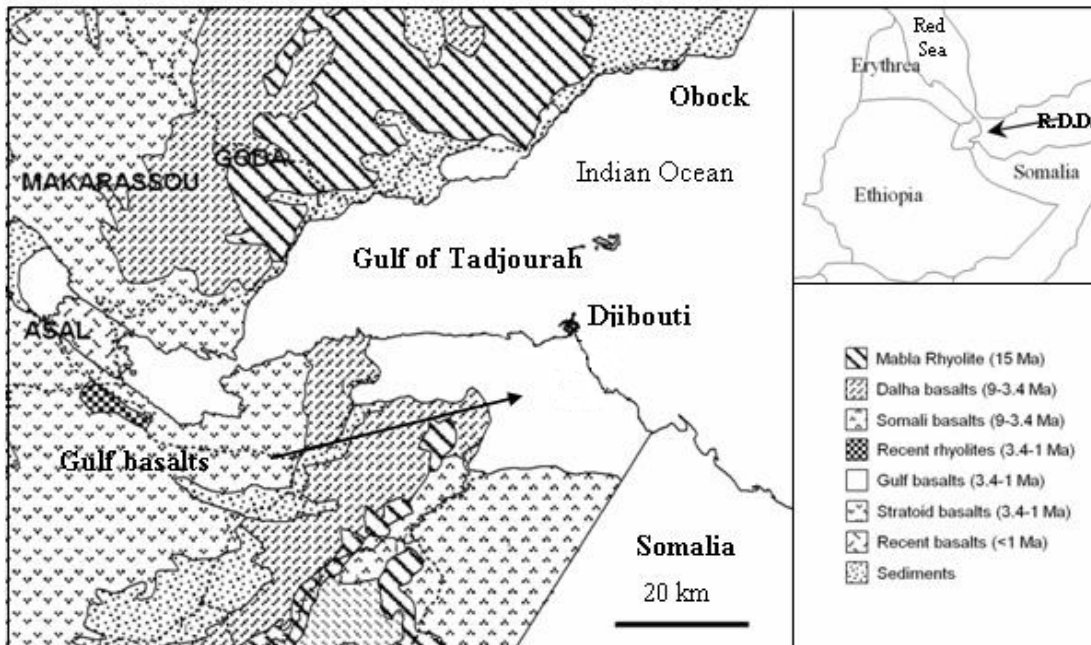 Obock
GODA
MAKARASSOU
Indian Ocean
Gulf of Tadjourah
Djibouti
ASAL
Gulf basalts
Somalia
20 km
Red
Sea
Erythrea
R.D.D
Somalia
Ethiopia
Mabla Rhyolite (15 Ma)
Dalha basalts (9-3.4 Ma)
Somali basalts (9-3.4 Ma)
Recent rhyolites (3.4-1 Ma)
Gulf basalts (3.4-1 Ma)
Stratoid basalts (3.4-1 Ma)
Recent basalts (<1 Ma)
Sediments